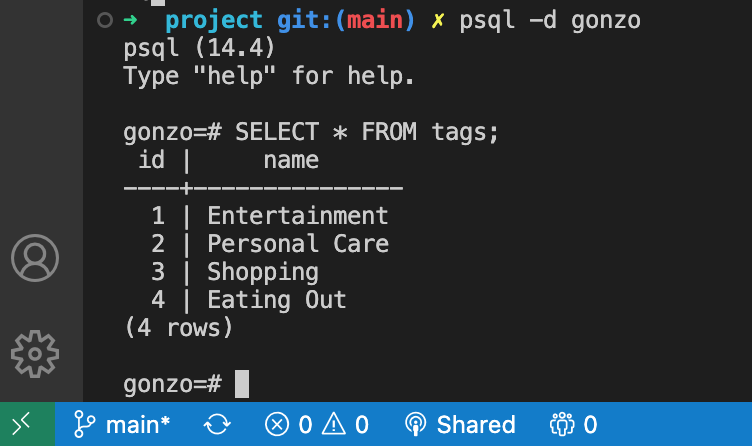 ➜  project git:(main) ✗ psql -d gonzo
psql (14.4)
Type "help" for help.
gonzo=# SELECT * FROM tags;
 id |     name
----+---------------
  1 | Entertainment
  2 | Personal Care
  3 | Shopping
  4 | Eating Out
(4 rows)
gonzo=#
main* 0 0 Shared 0